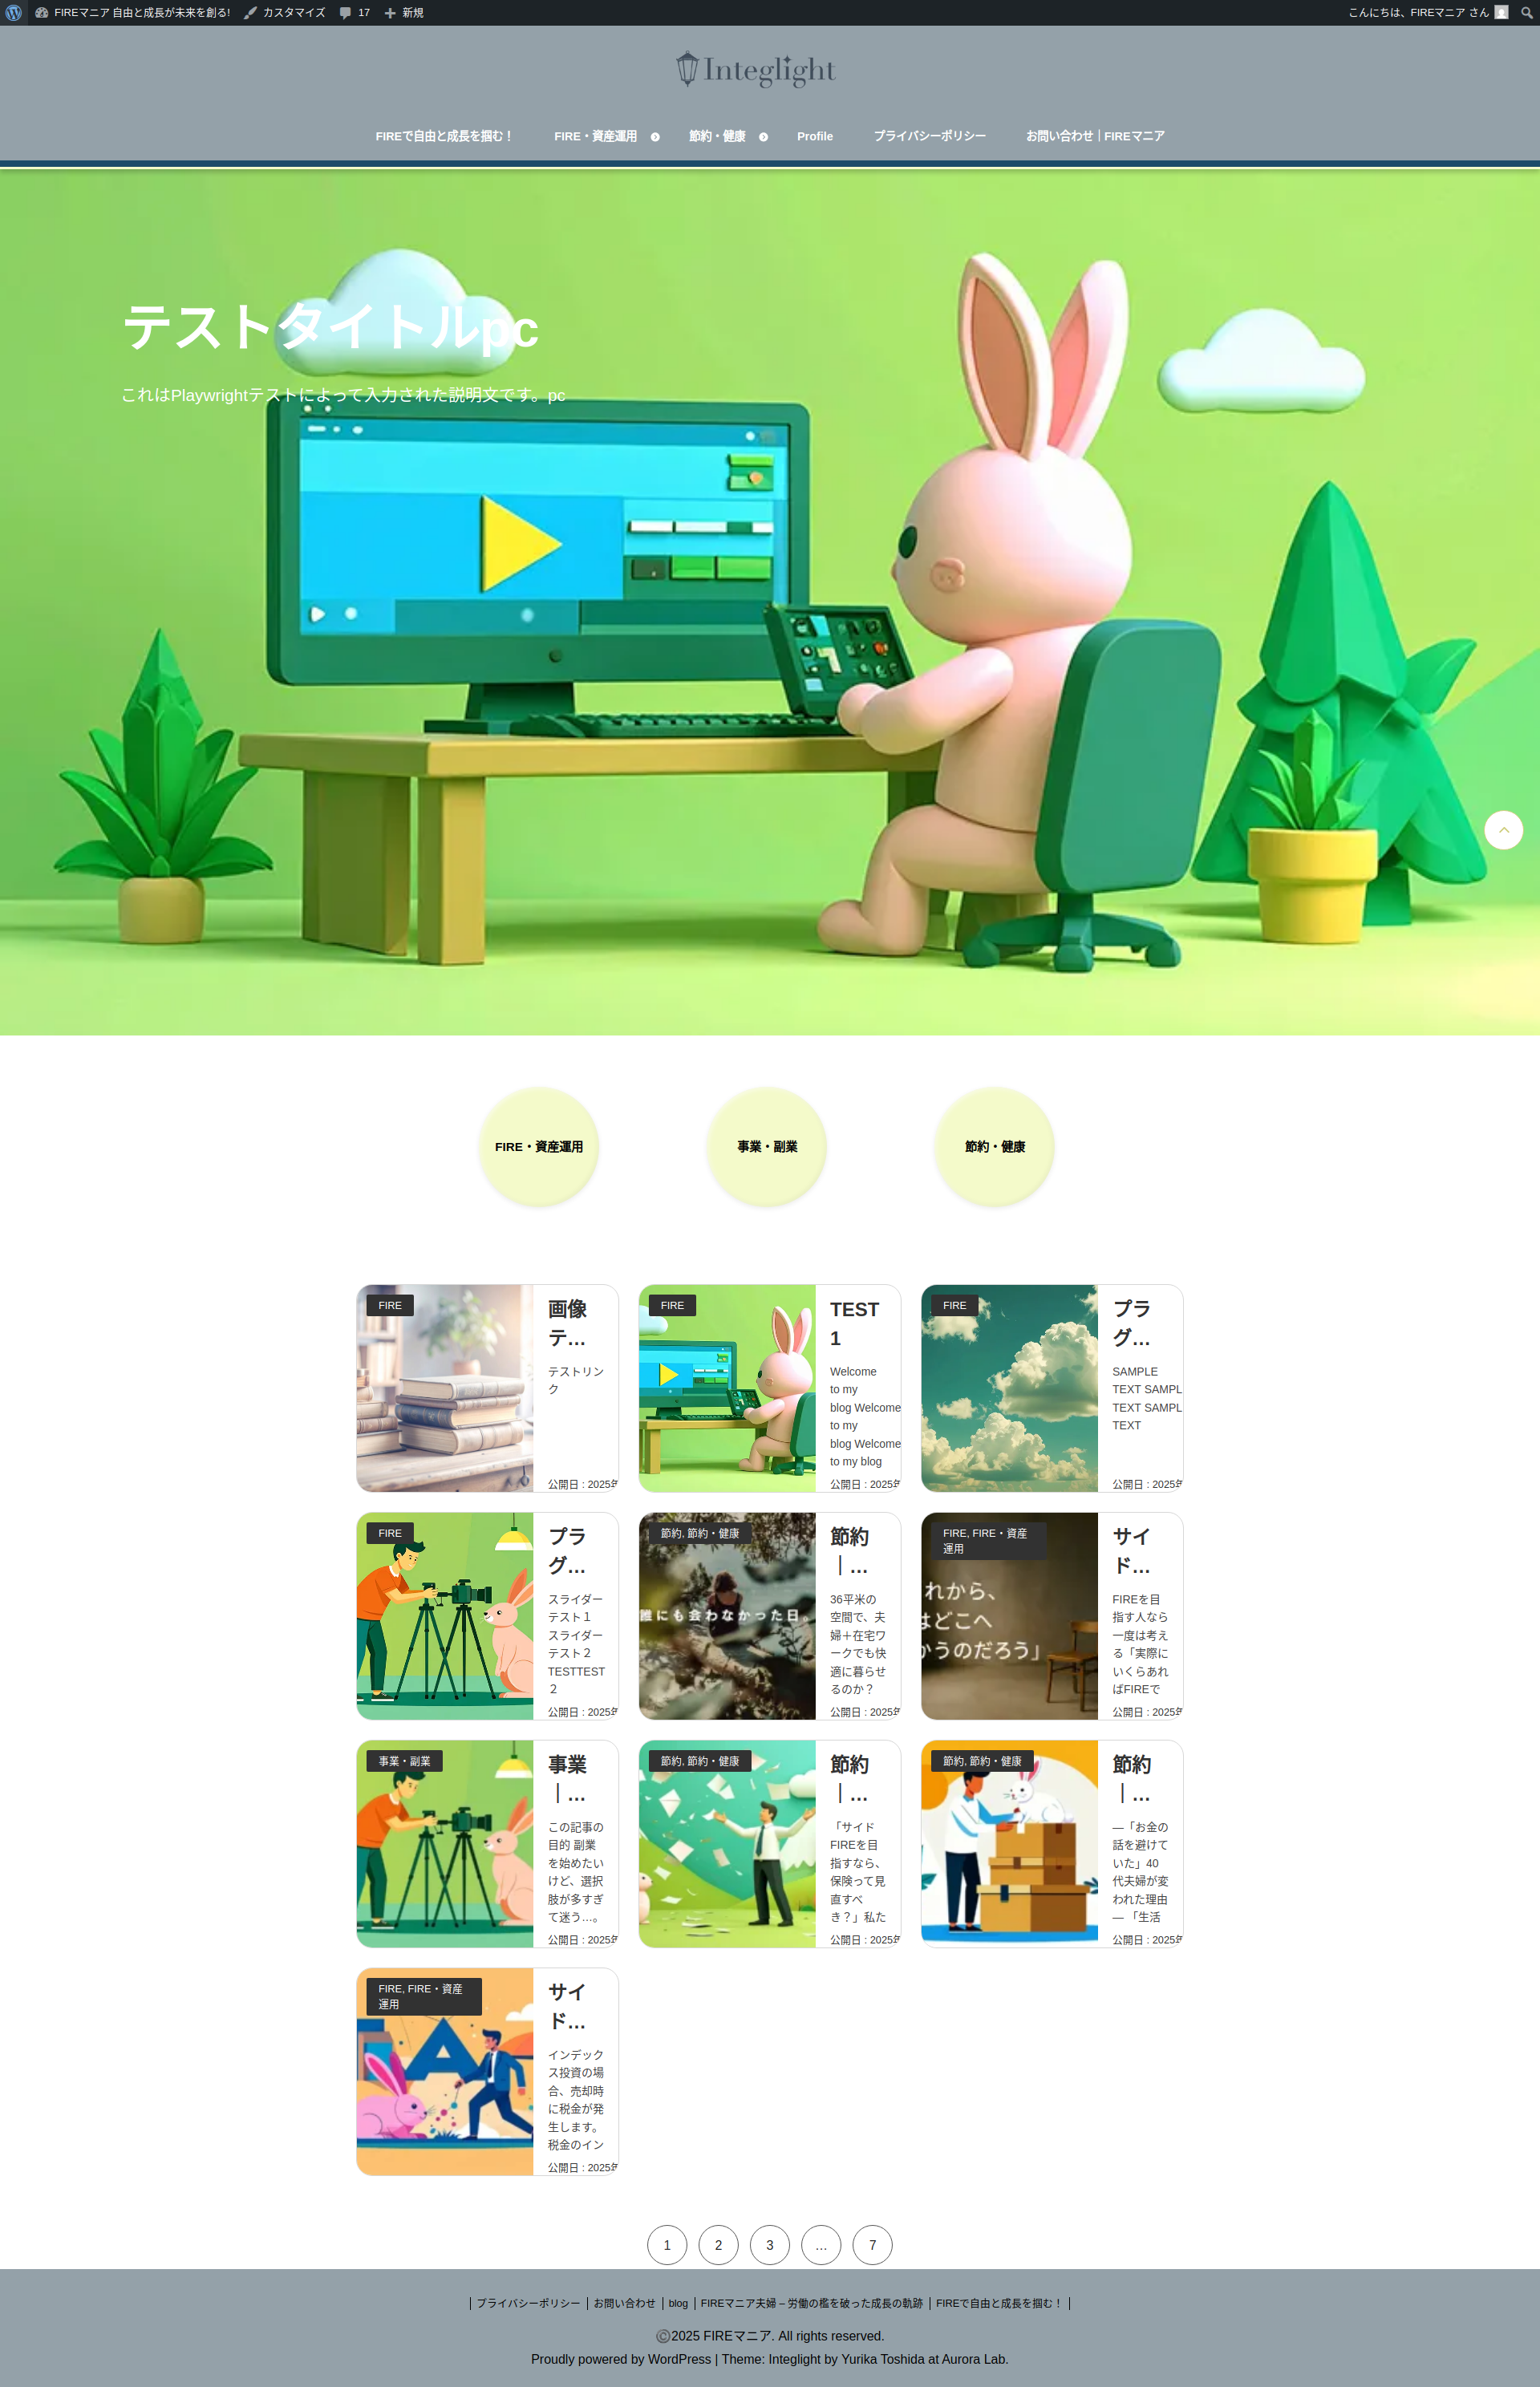 FIREマニア 自由と成長が未来を創る! カスタマイズ 17 新規 こんにちは、FIREマニア さん
Integlight
FIREで自由と成長を掴む！ FIRE・資産運用 節約・健康 Profile プライバシーポリシー お問い合わせ｜FIREマニア
テストタイトルpc
これはPlaywrightテストによって入力された説明文です。pc
FIRE・資産運用 事業・副業 節約・健康
FIRE
画像
テ…
テストリン
ク
公開日 : 2025年
FIRE
TEST
1
Welcome
to my
blog Welcome
to my
blog Welcome
to my blog
公開日 : 2025年
FIRE
プラ
グ…
SAMPLE
TEXT SAMPL
TEXT SAMPL
TEXT
公開日 : 2025年
FIRE
プラ
グ…
スライダー
テスト１
スライダー
テスト２
TESTTEST
２
公開日 : 2025年
節約, 節約・健康
誰にも会わなかった日。
節約
｜…
36平米の
空間で、夫
婦＋在宅ワ
ークでも快
適に暮らせ
るのか？
公開日 : 2025年
FIRE, FIRE・資産
運用
れから、
はどこへ
かうのだろう」
サイ
ド…
FIREを目
指す人なら
一度は考え
る「実際に
いくらあれ
ばFIREで
公開日 : 2025年
事業・副業
事業
｜…
この記事の
目的 副業
を始めたい
けど、選択
肢が多すぎ
て迷う…。
公開日 : 2025年
節約, 節約・健康
節約
｜…
「サイド
FIREを目
指すなら、
保険って見
直すべ
き？」私た
公開日 : 2025年
節約, 節約・健康
節約
｜…
―「お金の
話を避けて
いた」40
代夫婦が変
われた理由
― 「生活
公開日 : 2025年
FIRE, FIRE・資産
運用
サイ
ド…
インデック
ス投資の場
合、売却時
に税金が発
生します。
税金のイン
公開日 : 2025年
1 2 3 … 7
プライバシーポリシー お問い合わせ blog FIREマニア夫婦 – 労働の檻を破った成長の軌跡 FIREで自由と成長を掴む！
©2025 FIREマニア. All rights reserved.
Proudly powered by WordPress | Theme: Integlight by Yurika Toshida at Aurora Lab.